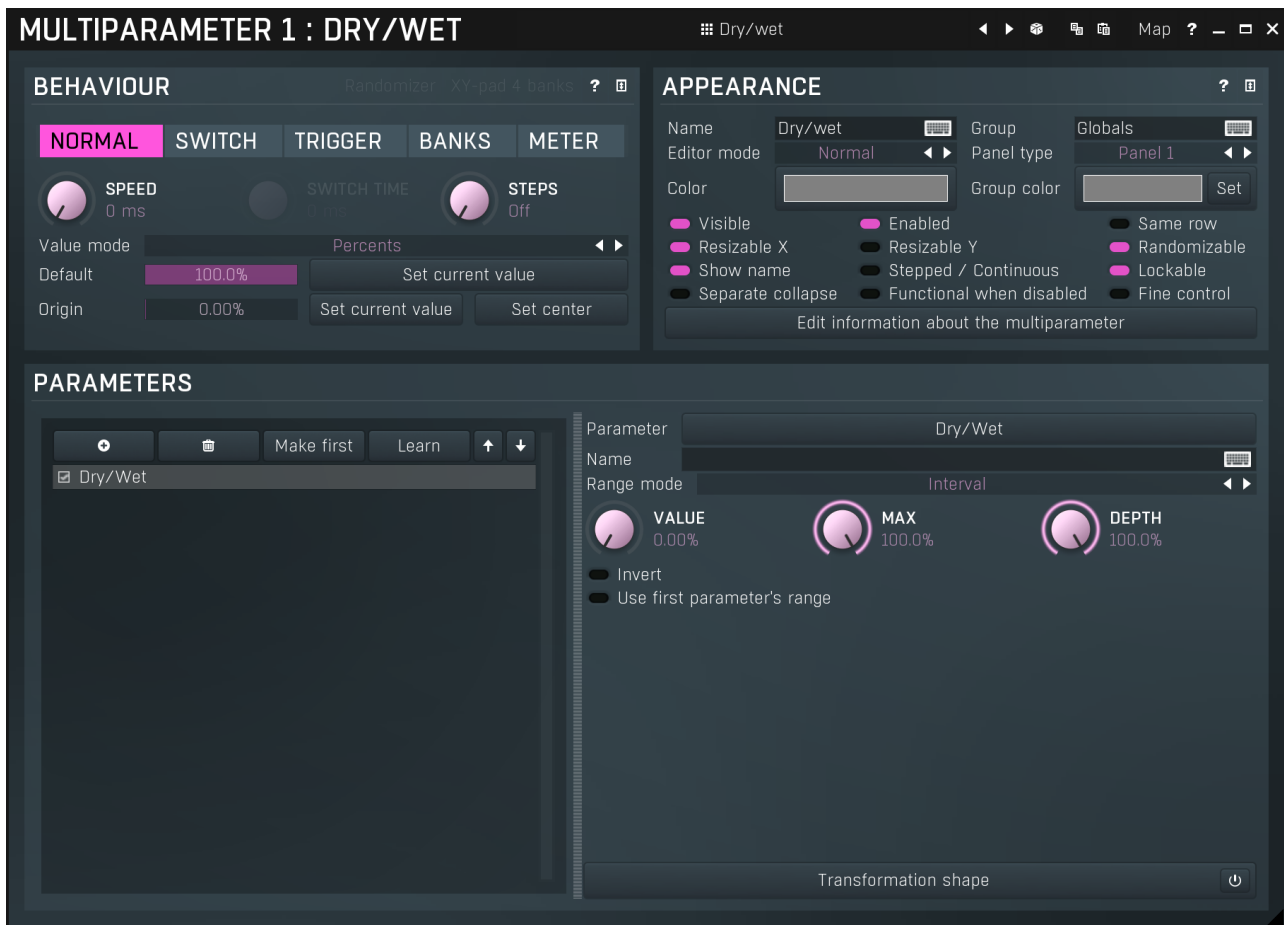 MULTIPARAMETER 1 : DRY/WET Dry/wet Map ?
BEHAVIOUR Randomizer XY-pad 4 banks ?
NORMAL SWITCH TRIGGER BANKS METER
SPEED SWITCH TIME STEPS
0 ms Off
Value mode Percents
Default 100.0% Set current value
Origin 0.00% Set current value Set center
APPEARANCE ?
Name Dry/wet Group Globals
Editor mode Normal Panel type Panel 1
Color Group color Set
Visible Enabled Same row
Resizable X Resizable Y Randomizable
Show name Stepped / Continuous Lockable
Separate collapse Functional when disabled Fine control
Edit information about the multiparameter
PARAMETERS
Make first Learn
Dry/Wet
Parameter Dry/Wet
Name
Range mode Interval
VALUE MAX DEPTH
0.00% 100.0% 100.0%
Invert
Use first parameter's range
Transformation shape